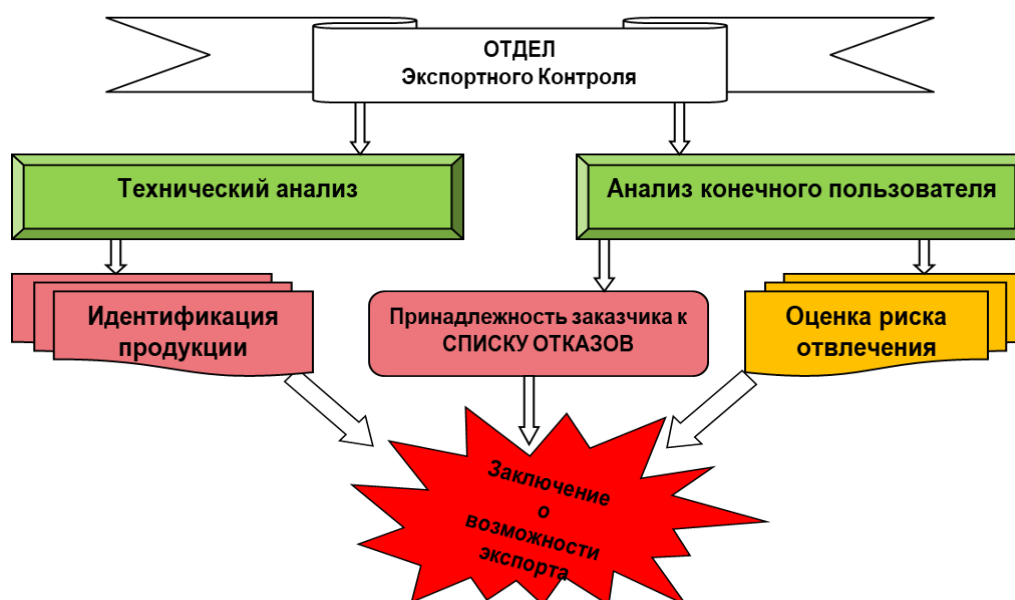 ОТДЕЛ
Экспортного Контроля
Технический анализ
Анализ конечного пользователя
Идентификация
продукции
Принадлежность заказчика к
СПИСКУ ОТКАЗОВ
Оценка риска
отвлечения
Заключение
о
возможности
экспорта